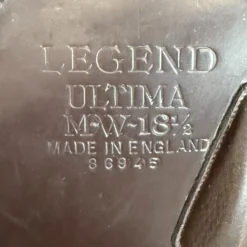 LEGEND
ULTIMA
M-W-18½
MADE IN ENGLAND
86945